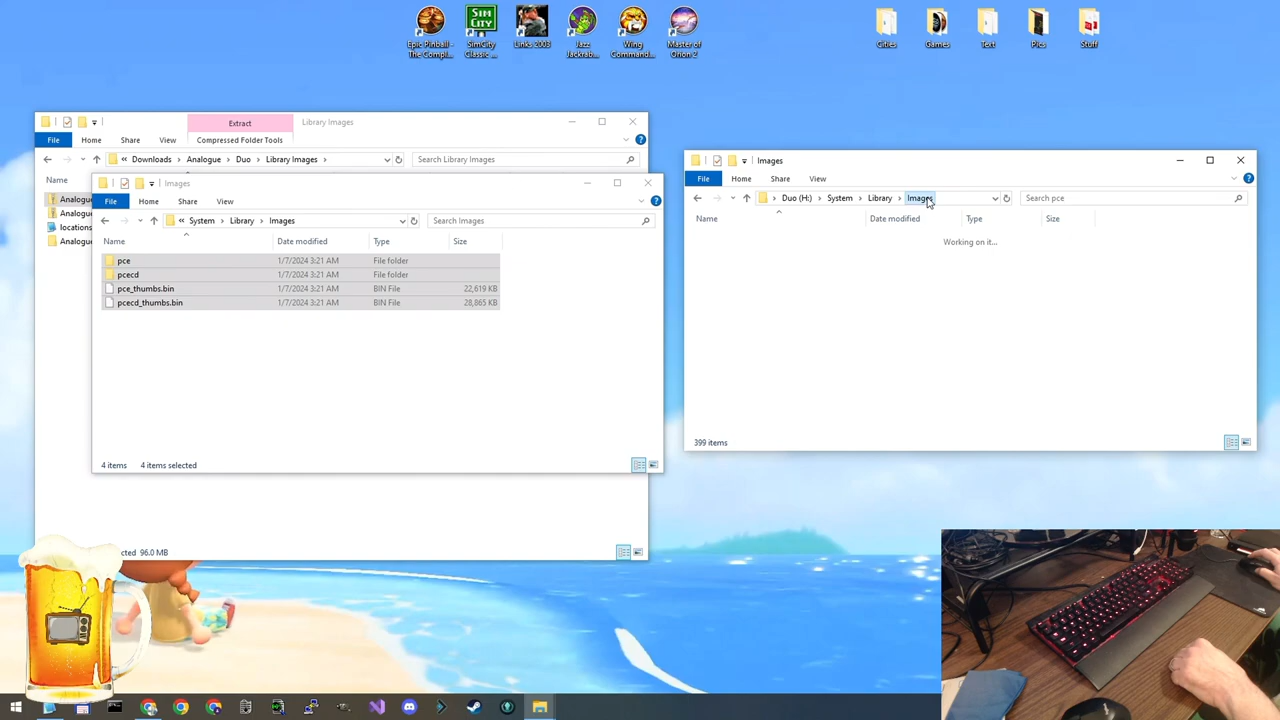 Epic Pinball - The Compl...
SimCity Classic ...
Links 2003
Jazz Jackrab...
Wing Command...
Master of Orion 2
Cities
Games
Text
Pics
Stuff
SIM CITY
Extract
Library Images
File
Home
Share
View
Compressed Folder Tools
Downloads
Analogue
Duo
Library Images
Search Library Images
Name
Analogue
Analogue
locations
Analogue
96.0 MB
Images
File
Home
Share
View
System
Library
Images
Search Images
Name
Date modified
Type
Size
pce
1/7/2024 3:21 AM
File folder
pcecd
1/7/2024 3:21 AM
File folder
pce_thumbs.bin
1/7/2024 3:21 AM
BIN File
22,619 KB
pcecd_thumbs.bin
1/7/2024 3:21 AM
BIN File
28,865 KB
4 items
4 items selected
Images
File
Home
Share
View
Duo (H:)
System
Library
Images
Search pce
Name
Date modified
Type
Size
Working on it...
399 items